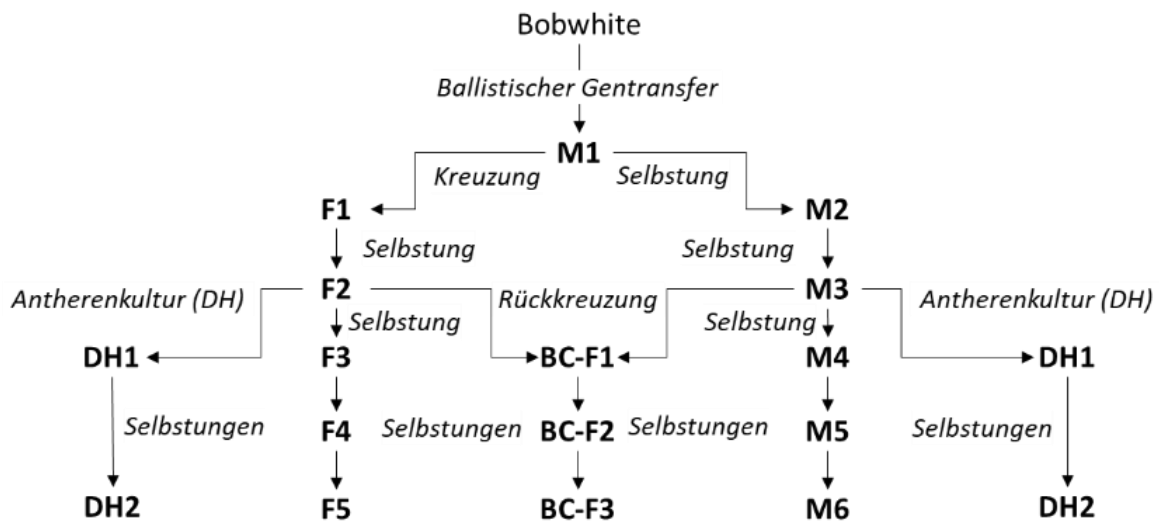 Bobwhite
Ballistischer Gentransfer
M1
Kreuzung Selbstung
F1 M2
Selbstung Selbstung
Antherenkultur (DH) F2 Rückkreuzung M3 Antherenkultur (DH)
Selbstung Selbstung
DH1 F3 BC-F1 M4 DH1
Selbstungen F4 Selbstungen BC-F2 Selbstungen M5 Selbstungen
DH2 F5 BC-F3 M6 DH2